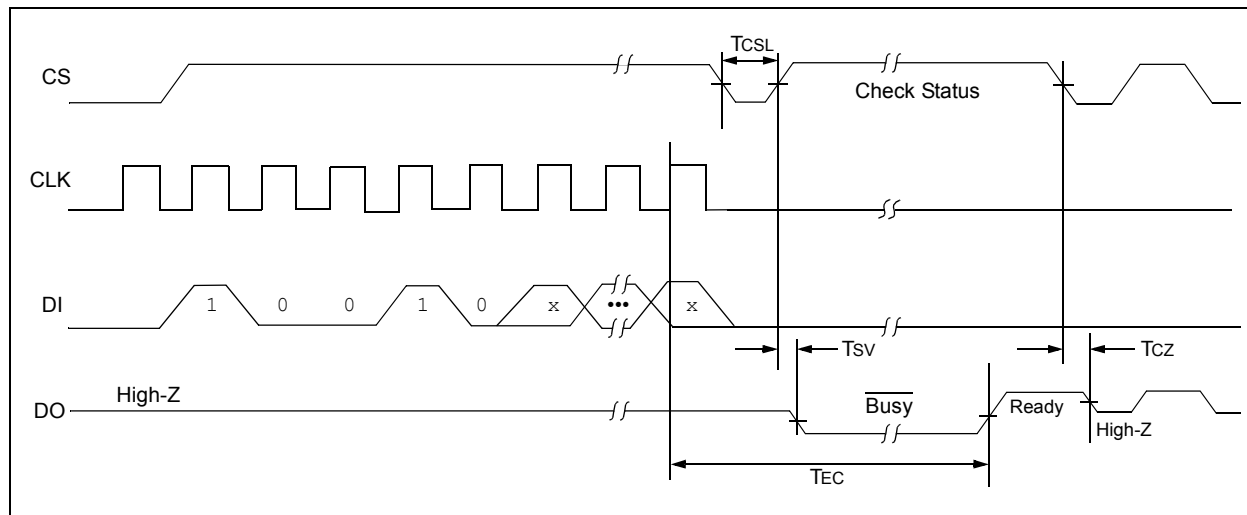 TCSL
CS
Check Status
CLK
DI
1 0 0 1 0 x ••• x
TSV
TCZ
High-Z
DO
Busy
Ready
High-Z
TEC